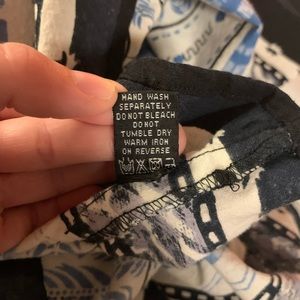 HAND WASH
SEPARATELY
DO NOT BLEACH
DO NOT
TUMBLE DRY
WARM IRON
ON REVERSE